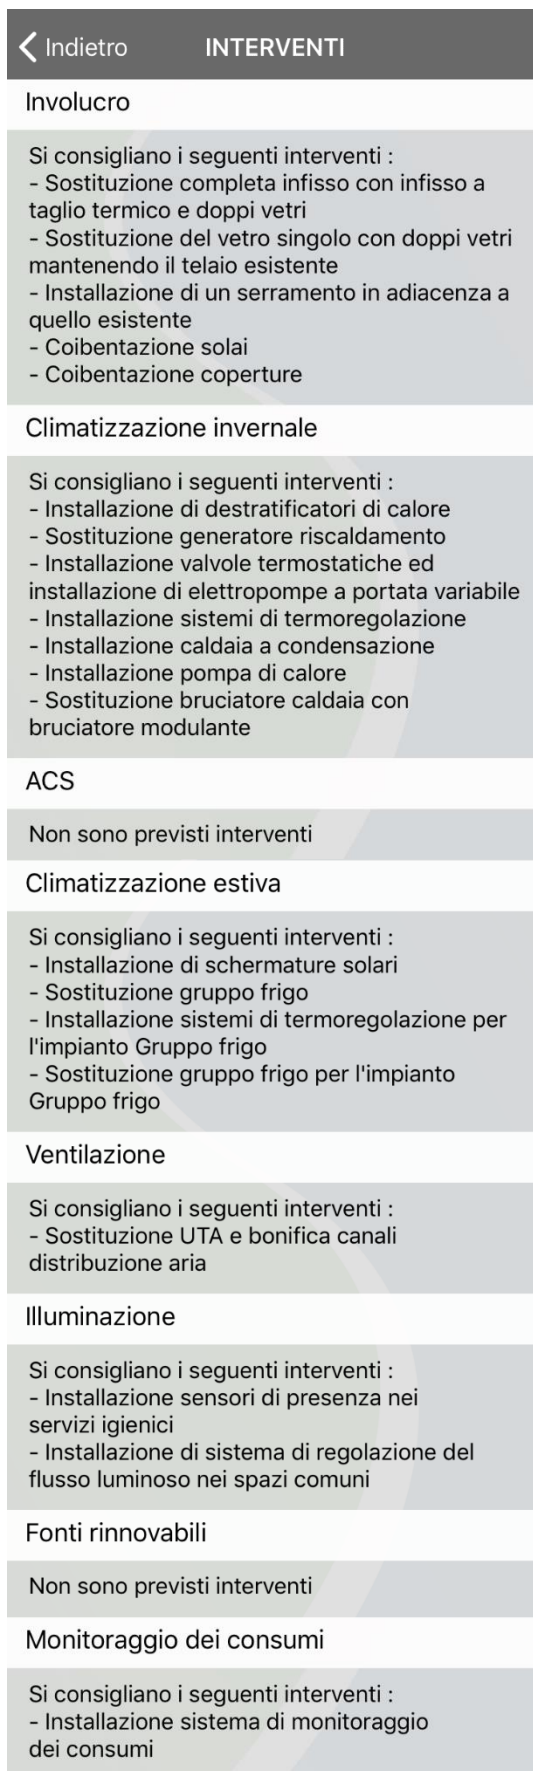 Indietro INTERVENTI
Involucro
Si consigliano i seguenti interventi :
- Sostituzione completa infisso con infisso a
taglio termico e doppi vetri
- Sostituzione del vetro singolo con doppi vetri
mantenendo il telaio esistente
- Installazione di un serramento in adiacenza a
quello esistente
- Coibentazione solai
- Coibentazione coperture
Climatizzazione invernale
Si consigliano i seguenti interventi :
- Installazione di destratificatori di calore
- Sostituzione generatore riscaldamento
- Installazione valvole termostatiche ed
installazione di elettropompe a portata variabile
- Installazione sistemi di termoregolazione
- Installazione caldaia a condensazione
- Installazione pompa di calore
- Sostituzione bruciatore caldaia con
bruciatore modulante
ACS
Non sono previsti interventi
Climatizzazione estiva
Si consigliano i seguenti interventi :
- Installazione di schermature solari
- Sostituzione gruppo frigo
- Installazione sistemi di termoregolazione per
l'impianto Gruppo frigo
- Sostituzione gruppo frigo per l'impianto
Gruppo frigo
Ventilazione
Si consigliano i seguenti interventi :
- Sostituzione UTA e bonifica canali
distribuzione aria
Illuminazione
Si consigliano i seguenti interventi :
- Installazione sensori di presenza nei
servizi igienici
- Installazione di sistema di regolazione del
flusso luminoso nei spazi comuni
Fonti rinnovabili
Non sono previsti interventi
Monitoraggio dei consumi
Si consigliano i seguenti interventi :
- Installazione sistema di monitoraggio
dei consumi